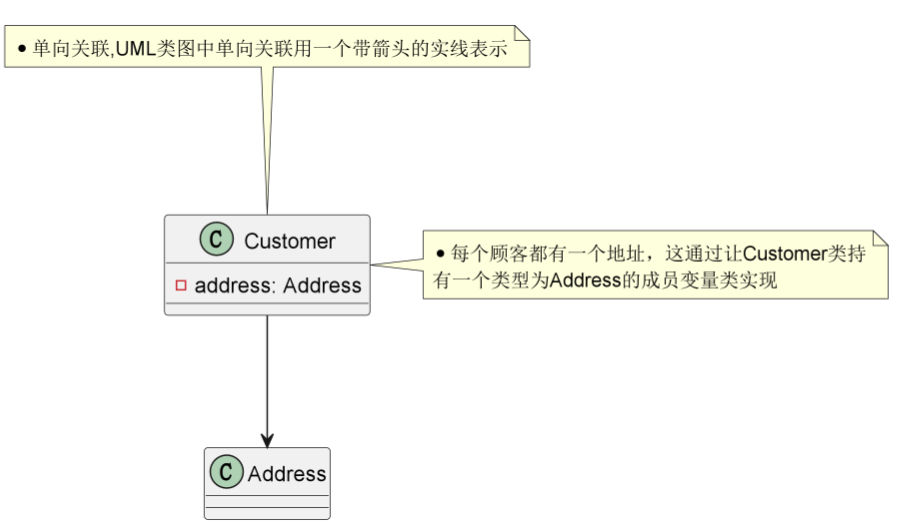 ● 单向关联,UML类图中单向关联用一个带箭头的实线表示
C Customer
● 每个顾客都有一个地址，这通过让Customer类持
有一个类型为Address的成员变量类实现
address: Address
C Address